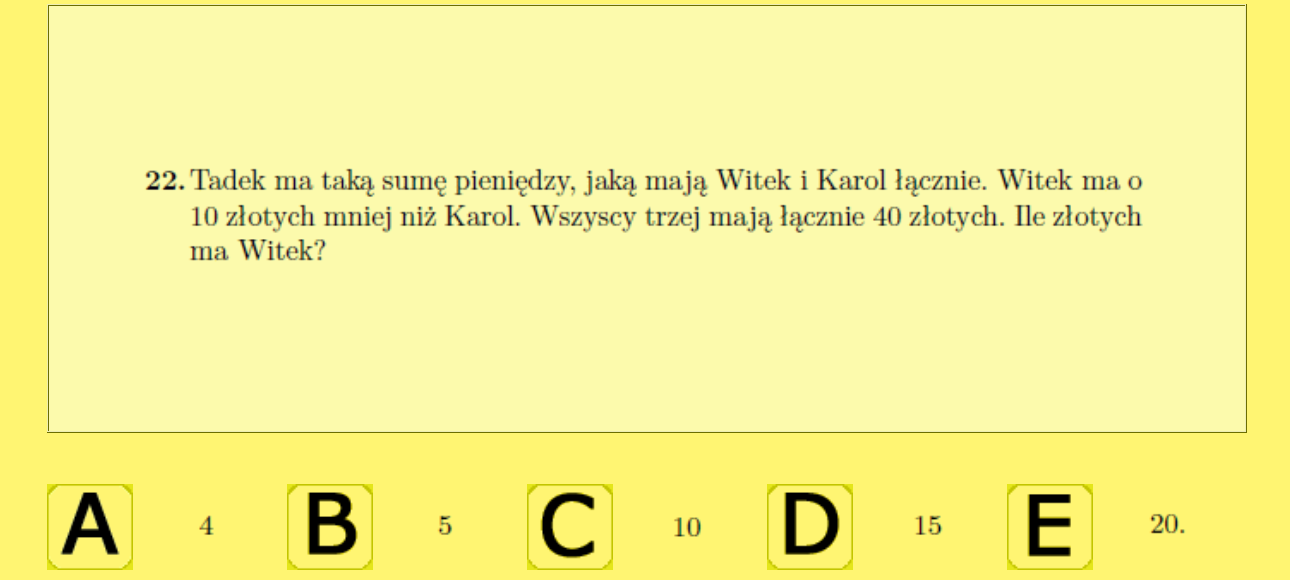 22. Tadek ma taką sumę pieniędzy, jaką mają Witek i Karol łącznie. Witek ma o
10 złotych mniej niż Karol. Wszyscy trzej mają łącznie 40 złotych. Ile złotych
ma Witek?
A 4 B 5 C 10 D 15 E 20.